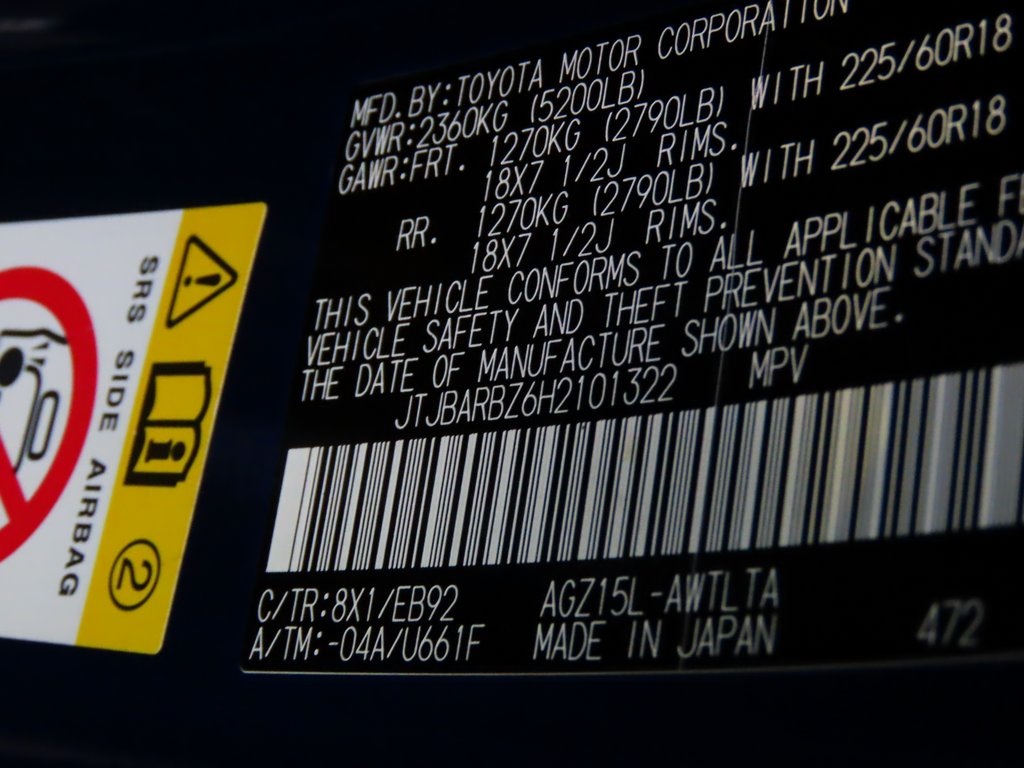 MFD. BY: TOYOTA MOTOR CORPORATION
GVWR: 2360KG (5200LB)
GAWR: FRT. 1270KG (2790LB) WITH 225/60R18
18X7 1/2J RIMS.
RR. 1270KG (2790LB) WITH 225/60R18
18X7 1/2J RIMS.
THIS VEHICLE CONFORMS TO ALL APPLICABLE FE
VEHICLE SAFETY AND THEFT PREVENTION STANDA
THE DATE OF MANUFACTURE SHOWN ABOVE.
JTJBARBZ6H2101322 MPV
C/TR: 8X1/EB92 AGZ15L-AWTLTA
A/TM: -04A/U661F MADE IN JAPAN 472
SRS SIDE AIRBAG
2